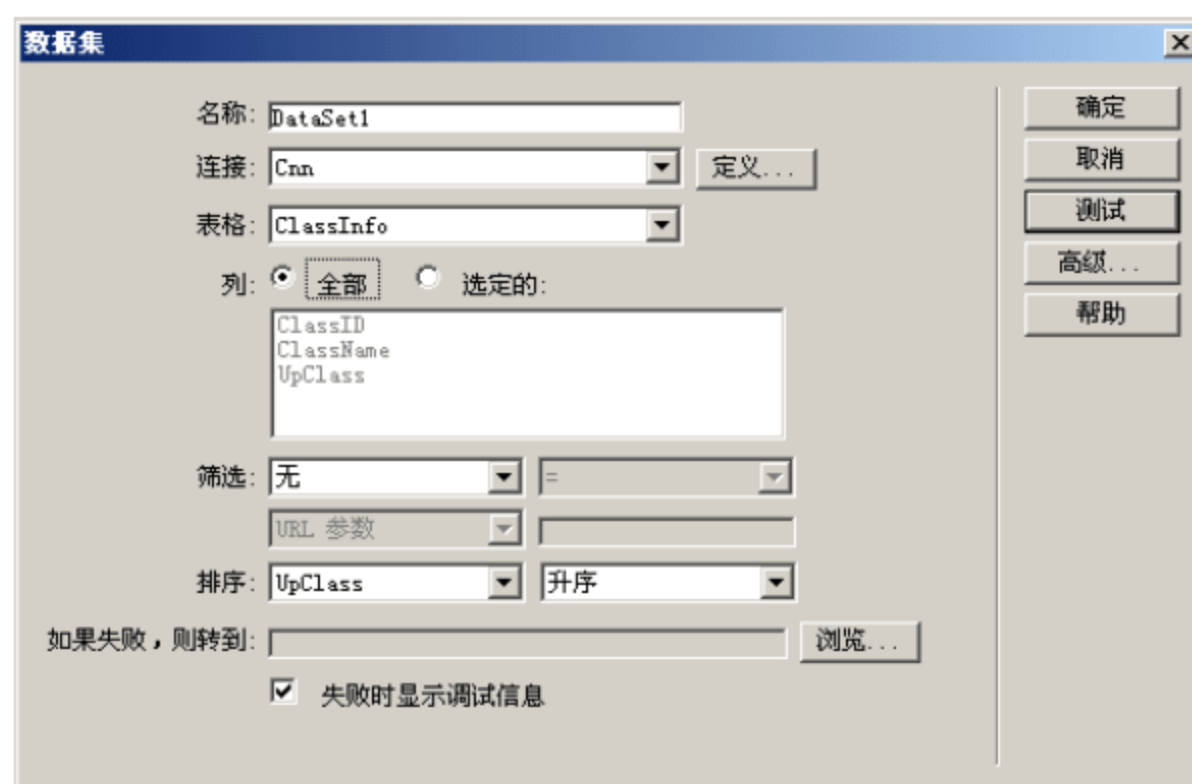 数据集
名称: DataSet1
连接: Cnn 定义...
表格: ClassInfo
列: 全部 选定的:
ClassID
ClassName
UpClass
筛选: 无 =
URL 参数
排序: UpClass 升序
如果失败，则转到: 浏览...
失败时显示调试信息
确定
取消
测试
高级...
帮助